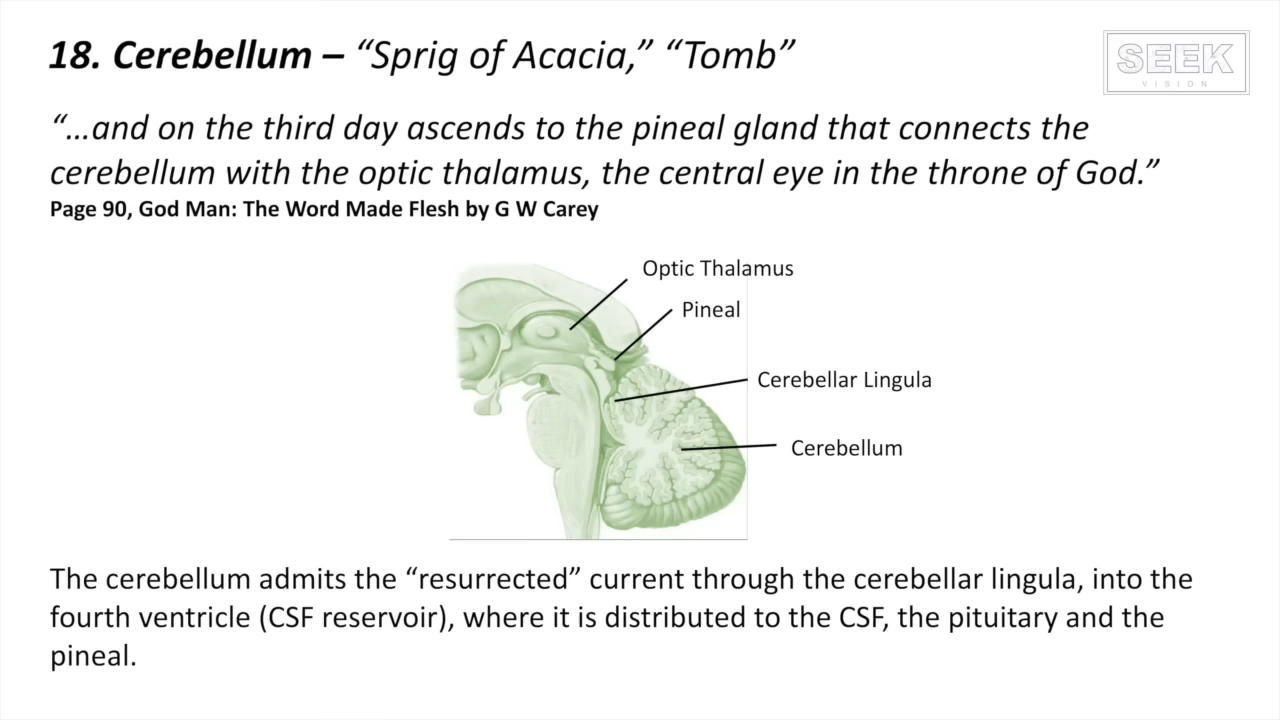 18. Cerebellum – “Sprig of Acacia,” “Tomb”
SEEK
VISION
“...and on the third day ascends to the pineal gland that connects the
cerebellum with the optic thalamus, the central eye in the throne of God.”
Page 90, God Man: The Word Made Flesh by G W Carey
Optic Thalamus
Pineal
Cerebellar Lingula
Cerebellum
The cerebellum admits the “resurrected” current through the cerebellar lingula, into the
fourth ventricle (CSF reservoir), where it is distributed to the CSF, the pituitary and the
pineal.